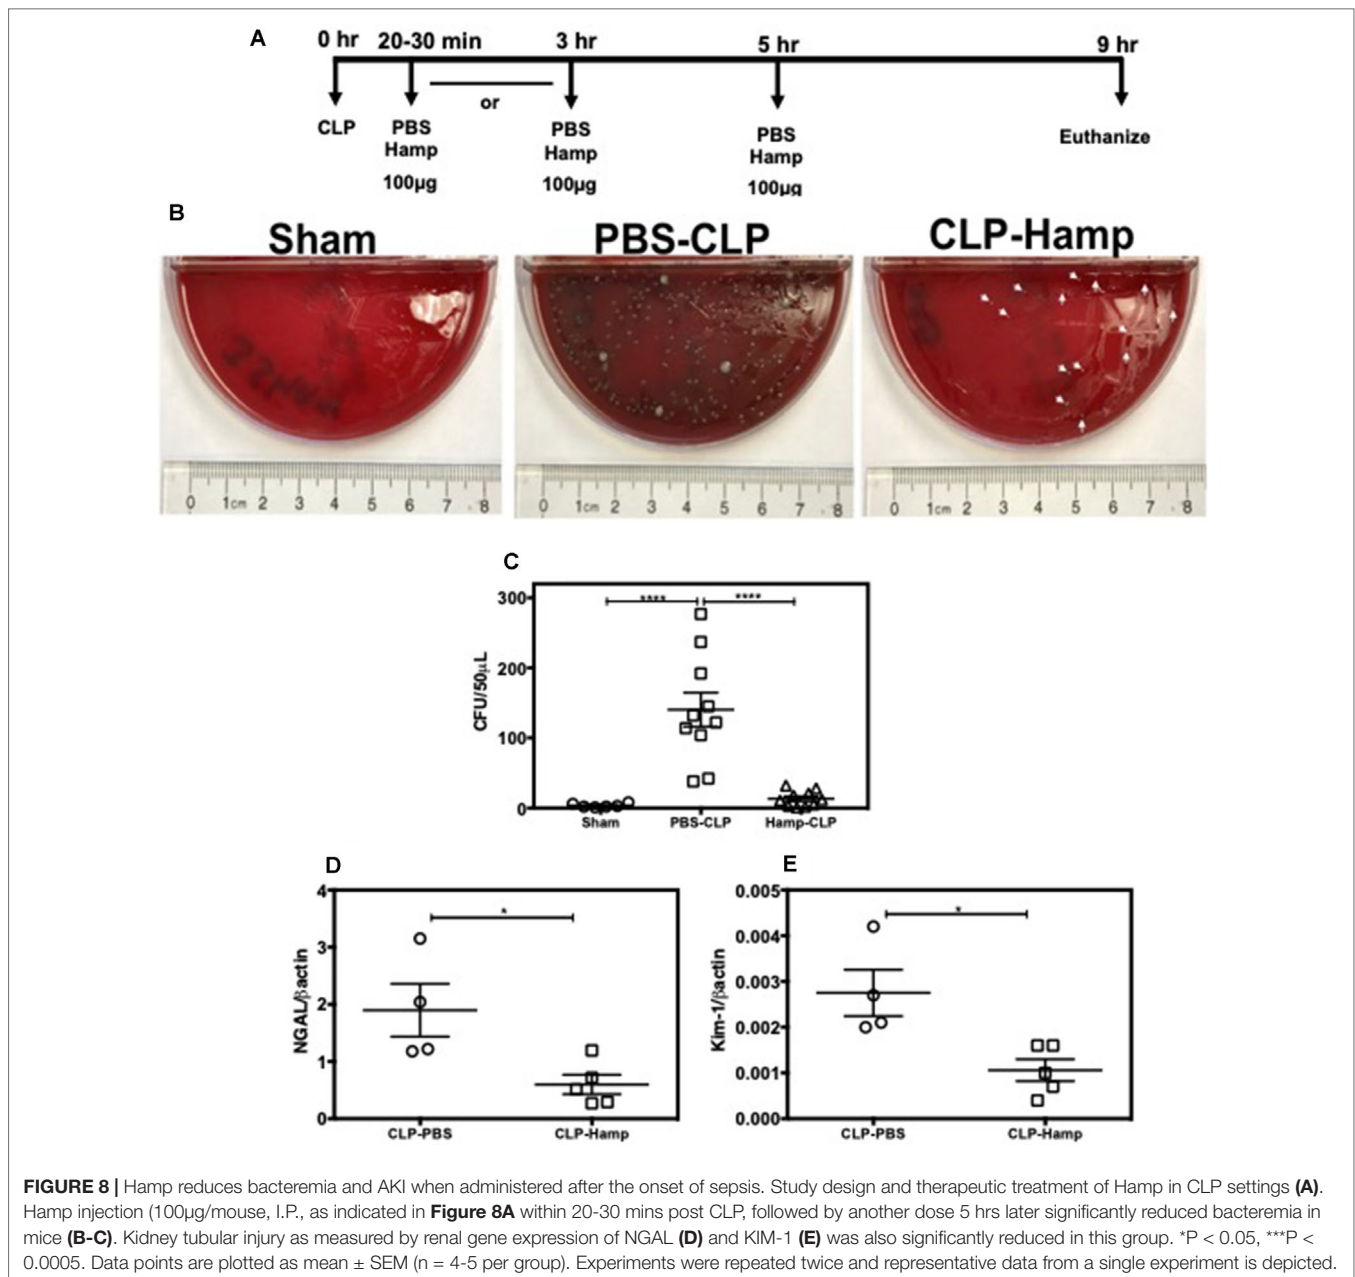 A
0 hr 20-30 min 3 hr 5 hr 9 hr
or
CLP PBS Hamp 100µg PBS Hamp 100µg PBS Hamp 100µg Euthanize
B
Sham PBS-CLP CLP-Hamp
0 1cm 2 3 4 5 6 7 8 0 1cm 2 3 4 5 6 7 8 0 1cm 2 3 4 5 6 7 8
C
300
200
100
0
CFU/50µL
**** ****
Sham PBS-CLP Hamp-CLP
D
4
3
2
1
0
NGAL/βactin
*
CLP-PBS CLP-Hamp
E
0.005
0.004
0.003
0.002
0.001
0.000
Kim-1/βactin
*
CLP-PBS CLP-Hamp
FIGURE 8 | Hamp reduces bacteremia and AKI when administered after the onset of sepsis. Study design and therapeutic treatment of Hamp in CLP settings (A).
Hamp injection (100µg/mouse, I.P., as indicated in Figure 8A within 20-30 mins post CLP, followed by another dose 5 hrs later significantly reduced bacteremia in
mice (B-C). Kidney tubular injury as measured by renal gene expression of NGAL (D) and KIM-1 (E) was also significantly reduced in this group. *P < 0.05, ***P <
0.0005. Data points are plotted as mean ± SEM (n = 4-5 per group). Experiments were repeated twice and representative data from a single experiment is depicted.